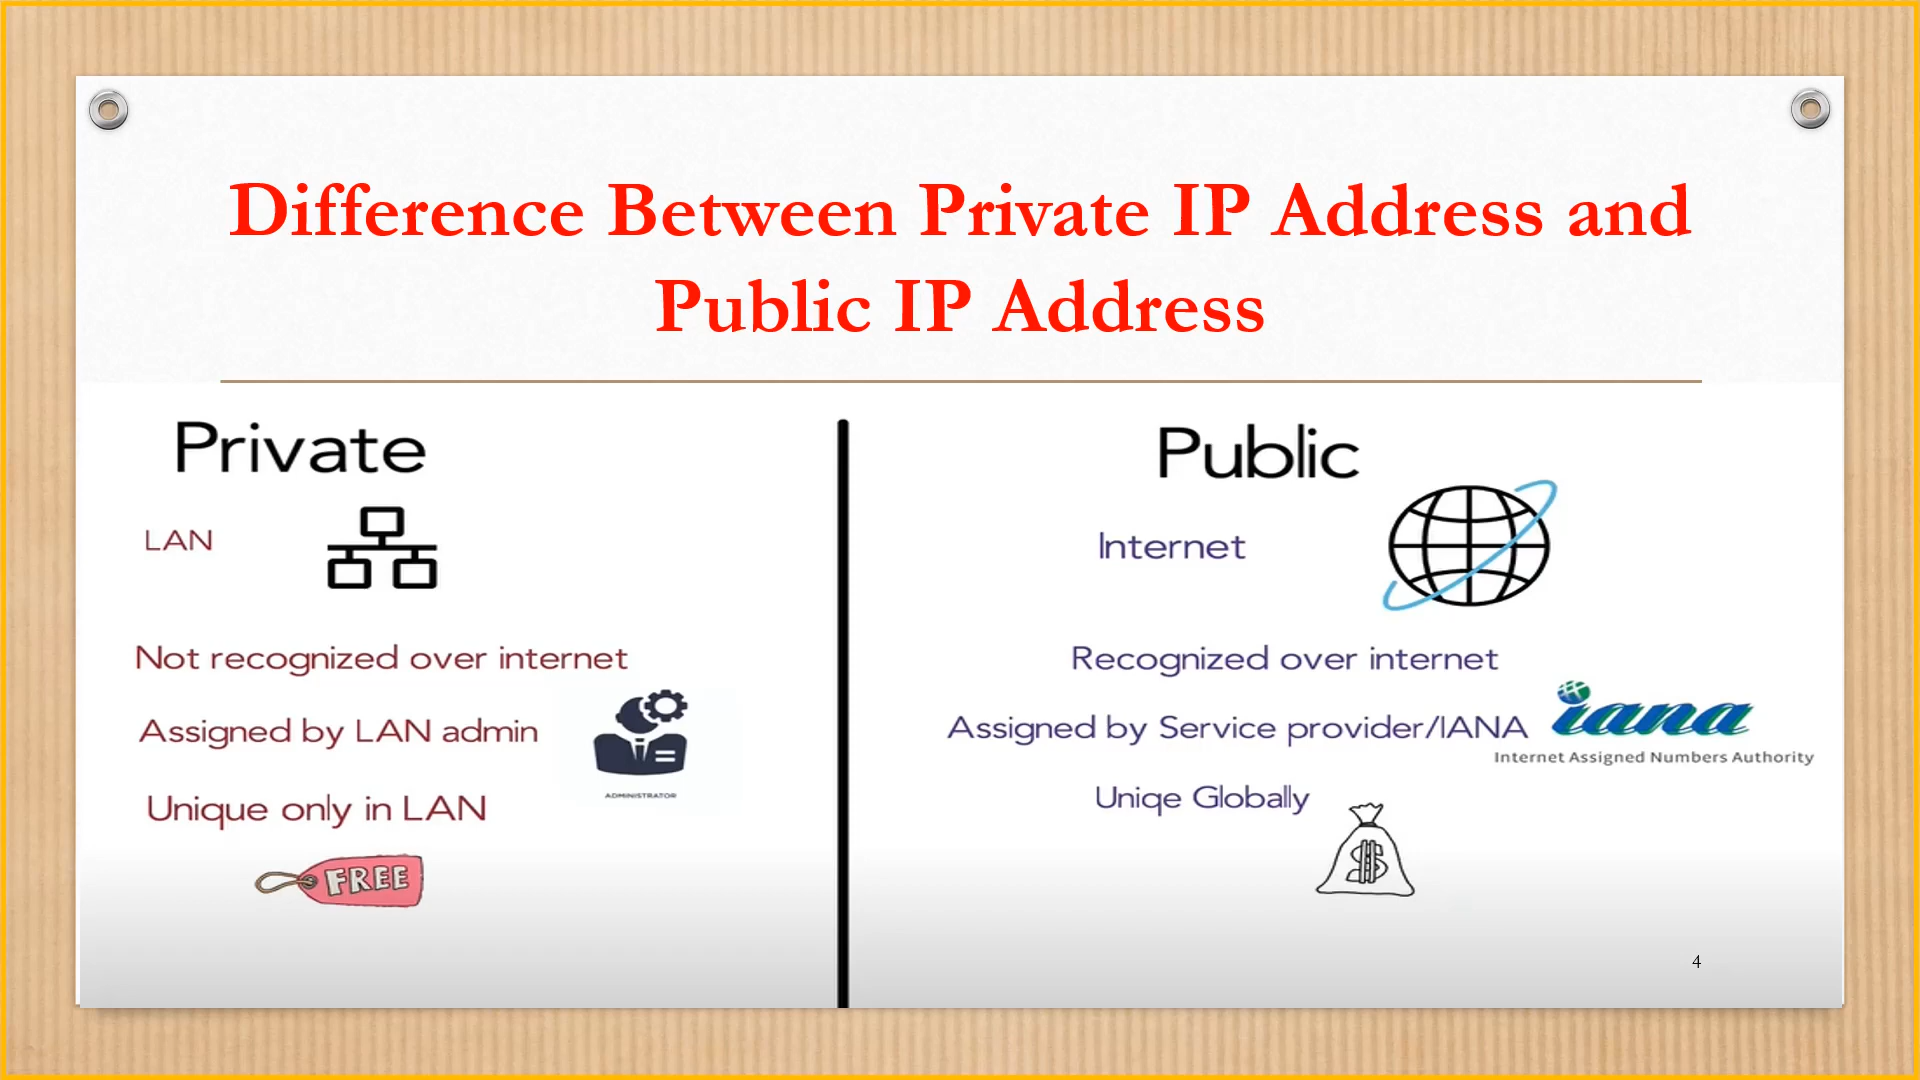 Difference Between Private IP Address and
Public IP Address
Private
LAN
Not recognized over internet
Assigned by LAN admin
ADMINISTRATOR
Unique only in LAN
FREE
Public
Internet
Recognized over internet
Assigned by Service provider/IANA
iana
Internet Assigned Numbers Authority
Uniqe Globally
$
4